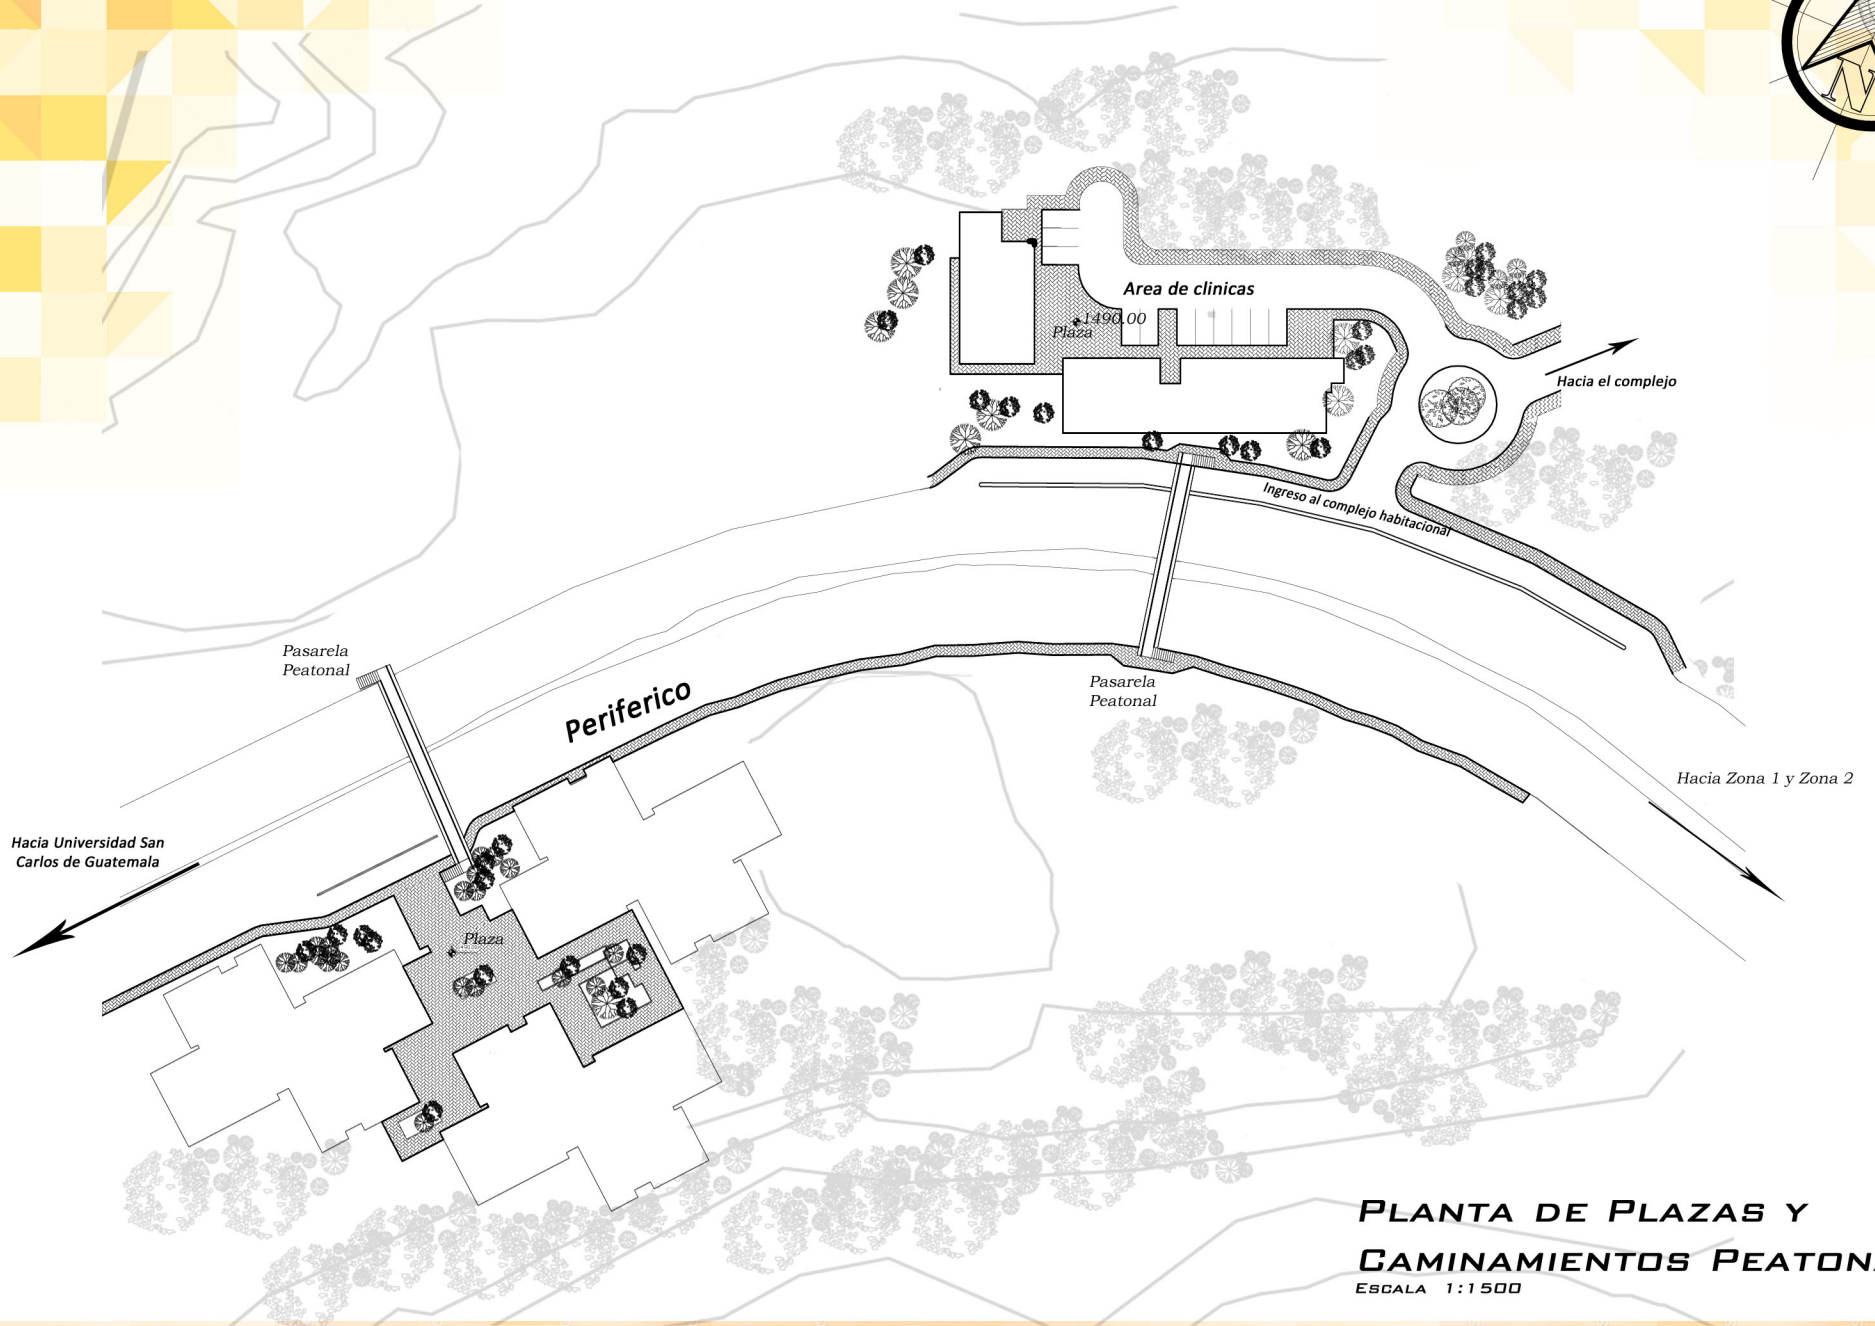 N
Area de clinicas
1490.00
Plaza
Hacia el complejo
Ingreso al complejo habitacional
Pasarela
Peatonal
Periferico
Pasarela
Peatonal
Hacia Zona 1 y Zona 2
Hacia Universidad San
Carlos de Guatemala
Plaza
PLANTA DE PLAZAS Y
CAMINAMIENTOS PEATON
ESCALA 1:1500